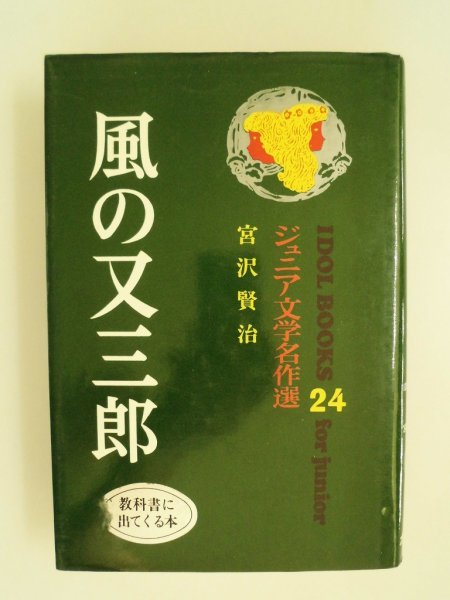 IDOL BOOKS 24 for junior
ジュニア文学名作選
宮沢賢治
風の又三郎
教科書に
出てくる本